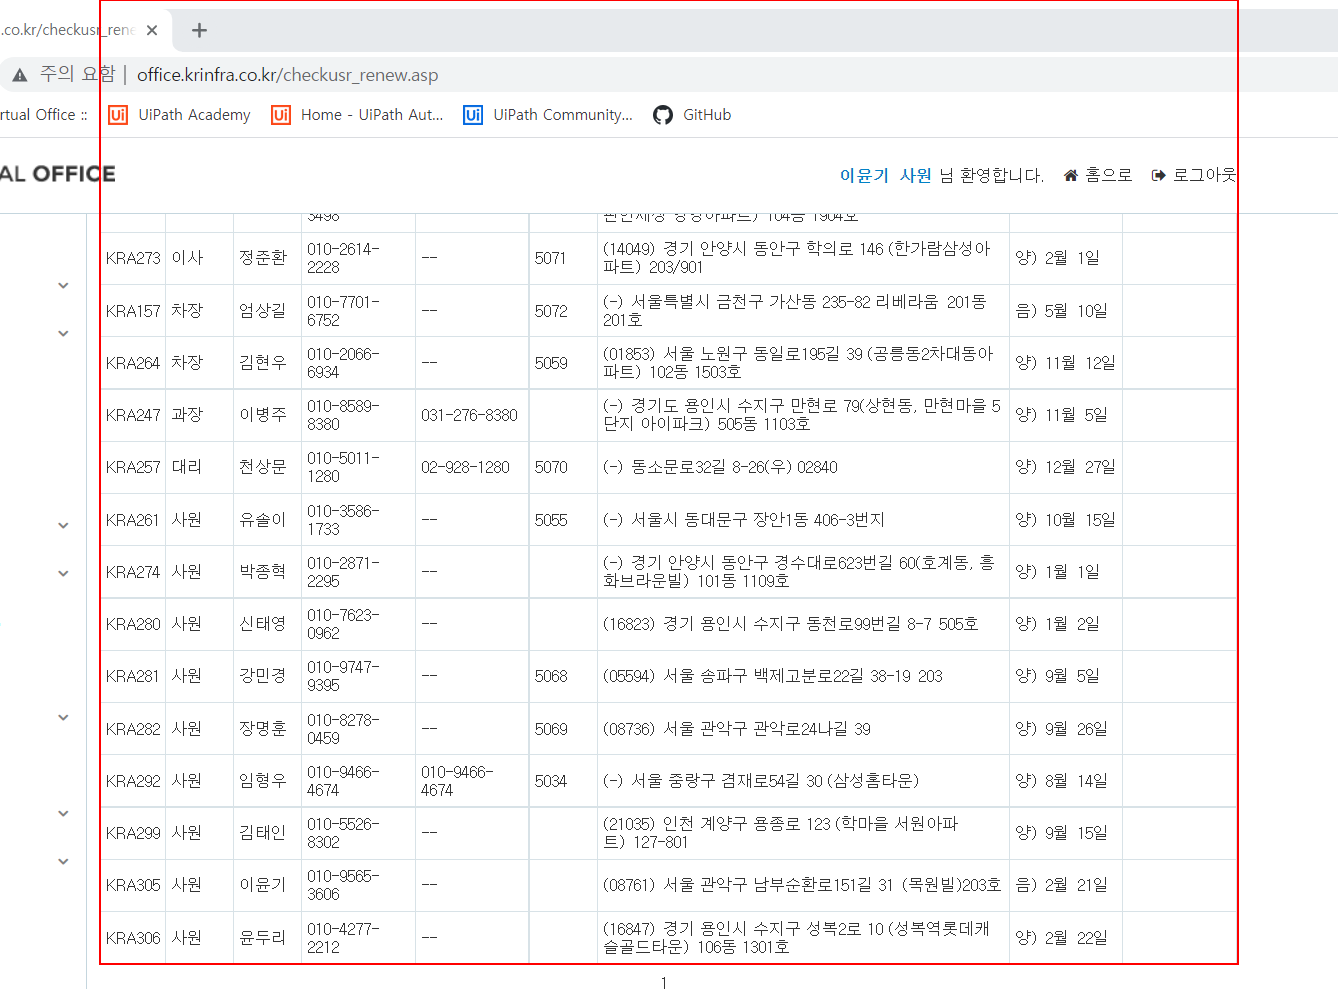 .co.kr/checkusr_rene
주의 요함 | office.krinfra.co.kr/checkusr_renew.asp
rtual Office :: UiPath Academy Home - UiPath Aut... UiPath Community... GitHub
AL OFFICE 이윤기 사원 님 환영합니다. 홈으로 로그아웃
3498 104동 1904호
KRA273 이사 정준환 010-2614-2228 -- 5071 (14049) 경기 안양시 동안구 학의로 146 (한가람삼성아
파트) 203/901 양) 2월 1일
KRA157 차장 엄상길 010-7701-6752 -- 5072 (-) 서울특별시 금천구 가산동 235-82 리베라움 201동
201호 음) 5월 10일
KRA264 차장 김현우 010-2066-6934 -- 5059 (01853) 서울 노원구 동일로195길 39 (공릉동2차대동아
파트) 102동 1503호 양) 11월 12일
KRA247 과장 이병주 010-8589-8380 031-276-8380 (-) 경기도 용인시 수지구 만현로 79(상현동, 만현마을 5
단지 아이파크) 505동 1103호 양) 11월 5일
KRA257 대리 천상문 010-5011-1280 02-928-1280 5070 (-) 동소문로32길 8-26(우) 02840 양) 12월 27일
KRA261 사원 유솔이 010-3586-1733 -- 5055 (-) 서울시 동대문구 장안1동 406-3번지 양) 10월 15일
KRA274 사원 박종혁 010-2871-2295 -- (-) 경기 안양시 동안구 경수대로623번길 60(호계동, 흥
화브라운빌) 101동 1109호 양) 1월 1일
KRA280 사원 신태영 010-7623-0962 -- (16823) 경기 용인시 수지구 동천로99번길 8-7 505호 양) 1월 2일
KRA281 사원 강민경 010-9747-9395 -- 5068 (05594) 서울 송파구 백제고분로22길 38-19 203 양) 9월 5일
KRA282 사원 장명훈 010-8278-0459 -- 5069 (08736) 서울 관악구 관악로24나길 39 양) 9월 26일
KRA292 사원 임형우 010-9466-4674 010-9466-4674 5034 (-) 서울 중랑구 겸재로54길 30 (삼성홈타운) 양) 8월 14일
KRA299 사원 김태인 010-5526-8302 -- (21035) 인천 계양구 용종로 123 (학마을 서원아파
트) 127-801 양) 9월 15일
KRA305 사원 이윤기 010-9565-3606 -- (08761) 서울 관악구 남부순환로151길 31 (목원빌)203호 음) 2월 21일
KRA306 사원 윤두리 010-4277-2212 -- (16847) 경기 용인시 수지구 성복2로 10 (성복역롯데캐
슬골드타운) 106동 1301호 양) 2월 22일
1